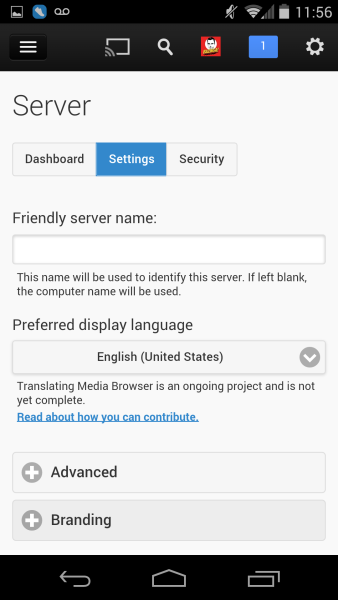 11:56
1
Server
Dashboard
Settings
Security
Friendly server name:
This name will be used to identify this server. If left blank,
the computer name will be used.
Preferred display language
English (United States)
Translating Media Browser is an ongoing project and is not
yet complete.
Read about how you can contribute.
Advanced
Branding